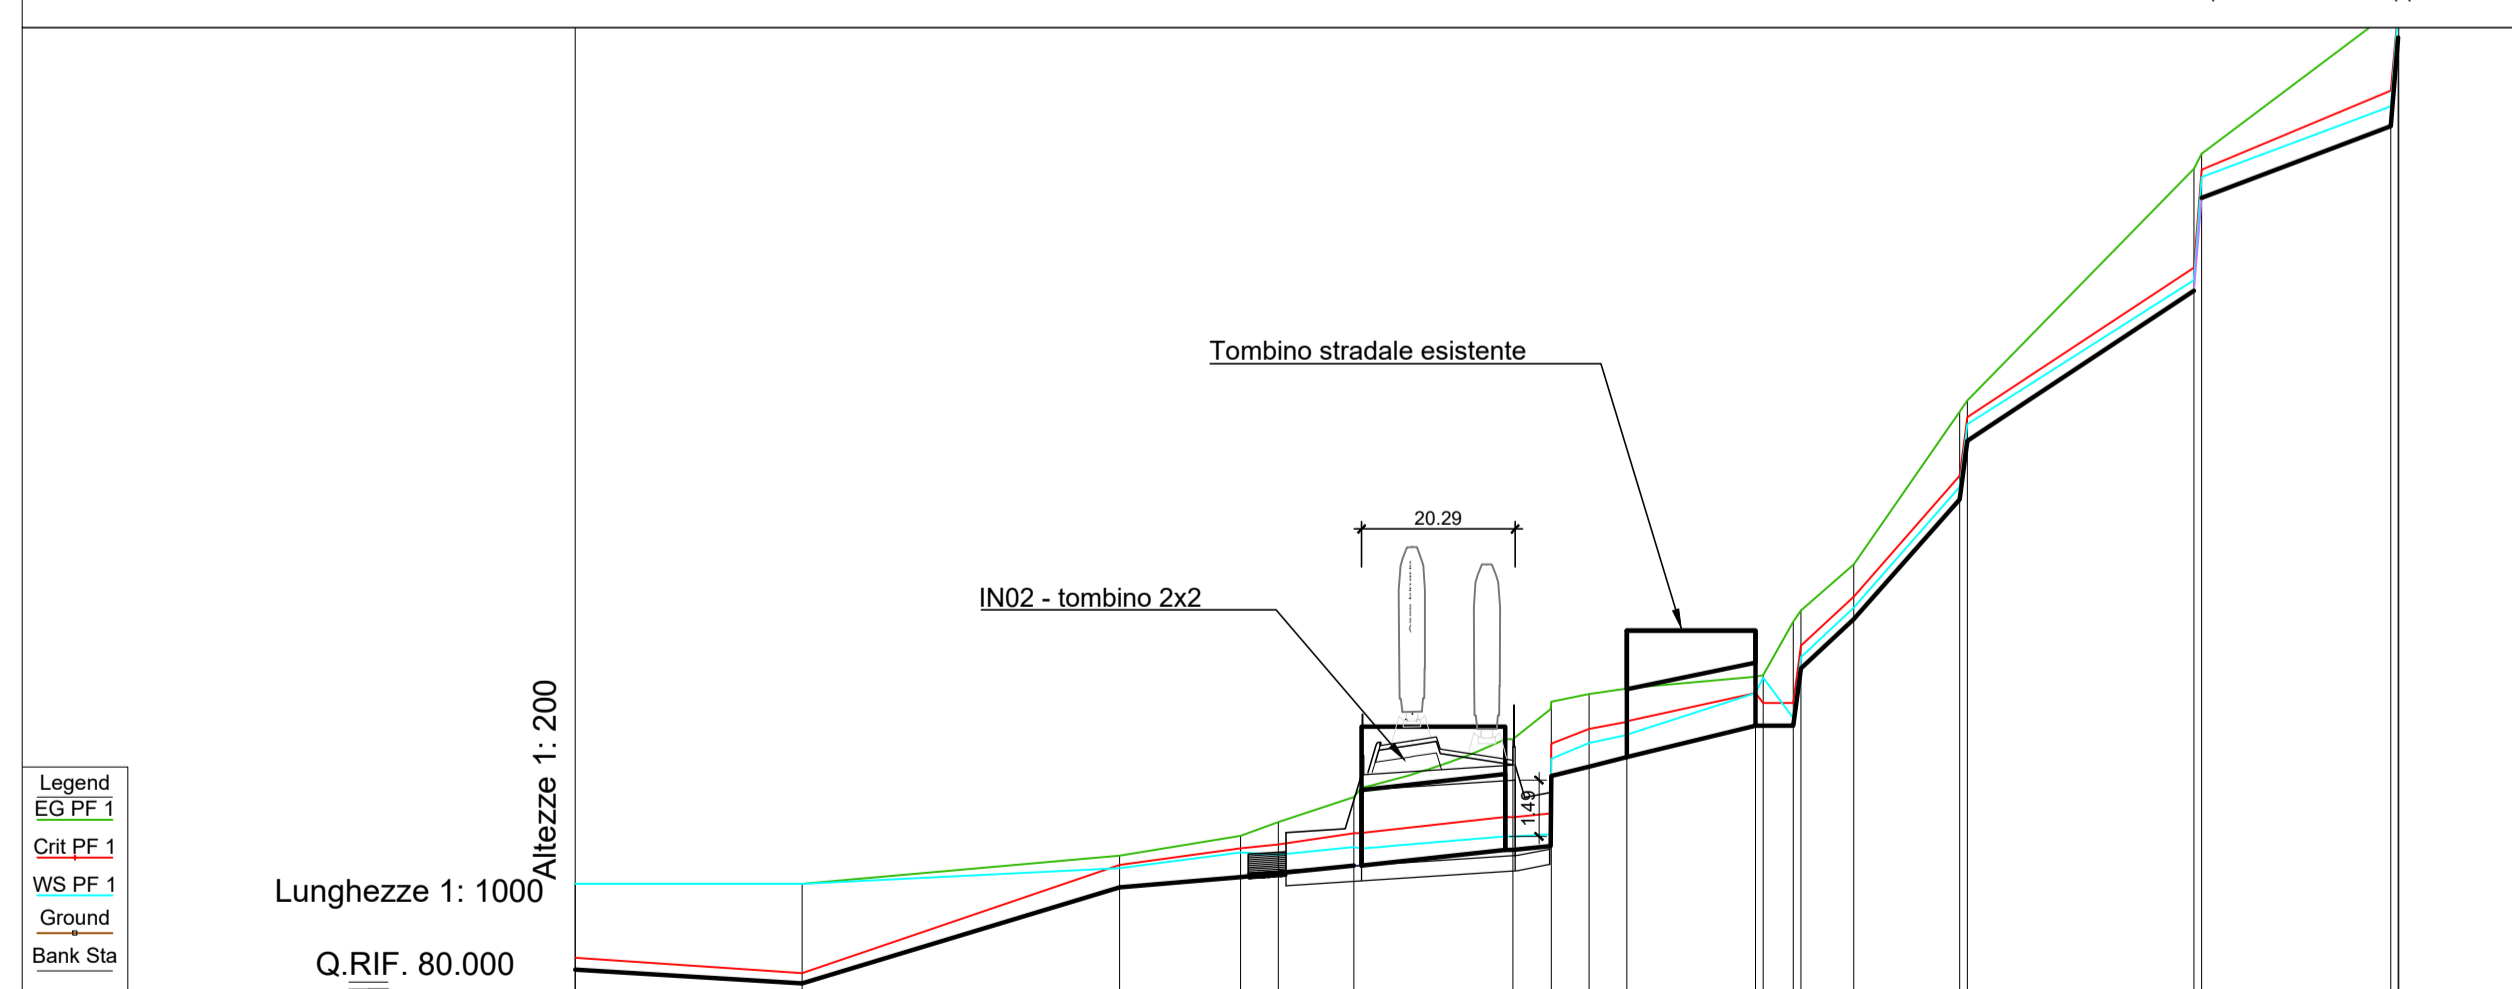 Tombino stradale esistente
20.29
IN02 - tombino 2x2
1.49
Altezze 1: 200
Lunghezze 1: 1000
Q.RIF. 80.000
Legend
EG PF 1
Crit PF 1
WS PF 1
Ground
Bank Sta